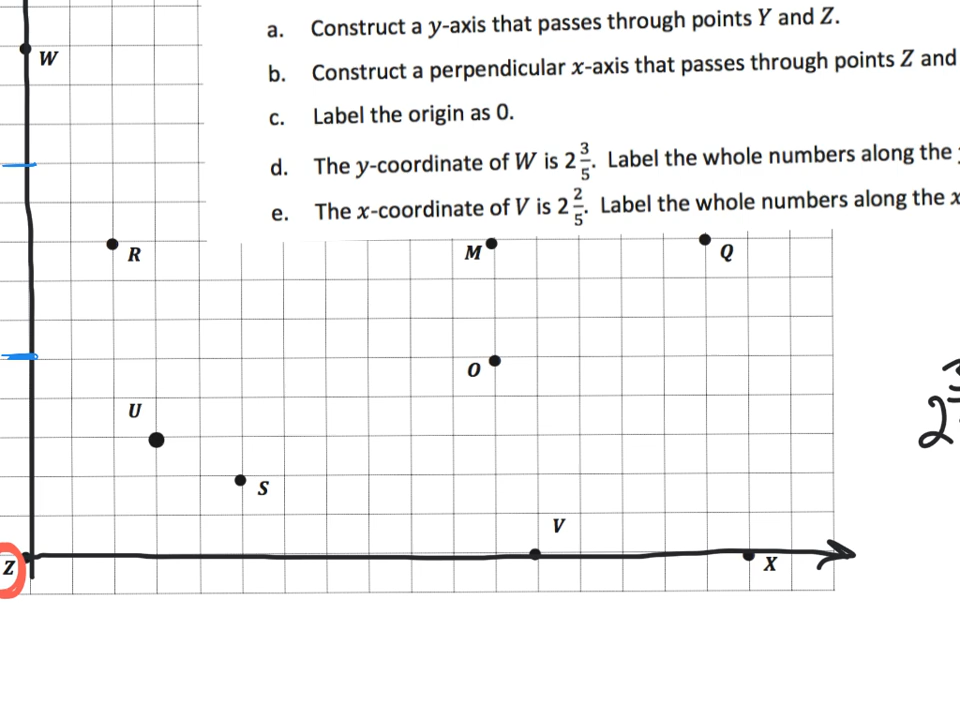 a. Construct a y-axis that passes through points Y and Z.
W
b. Construct a perpendicular x-axis that passes through points Z and
c. Label the origin as 0.
d. The y-coordinate of W is 2 3/5. Label the whole numbers along the
e. The x-coordinate of V is 2 2/5. Label the whole numbers along the x
R
M
Q
O
U
S
V
Z
X
2